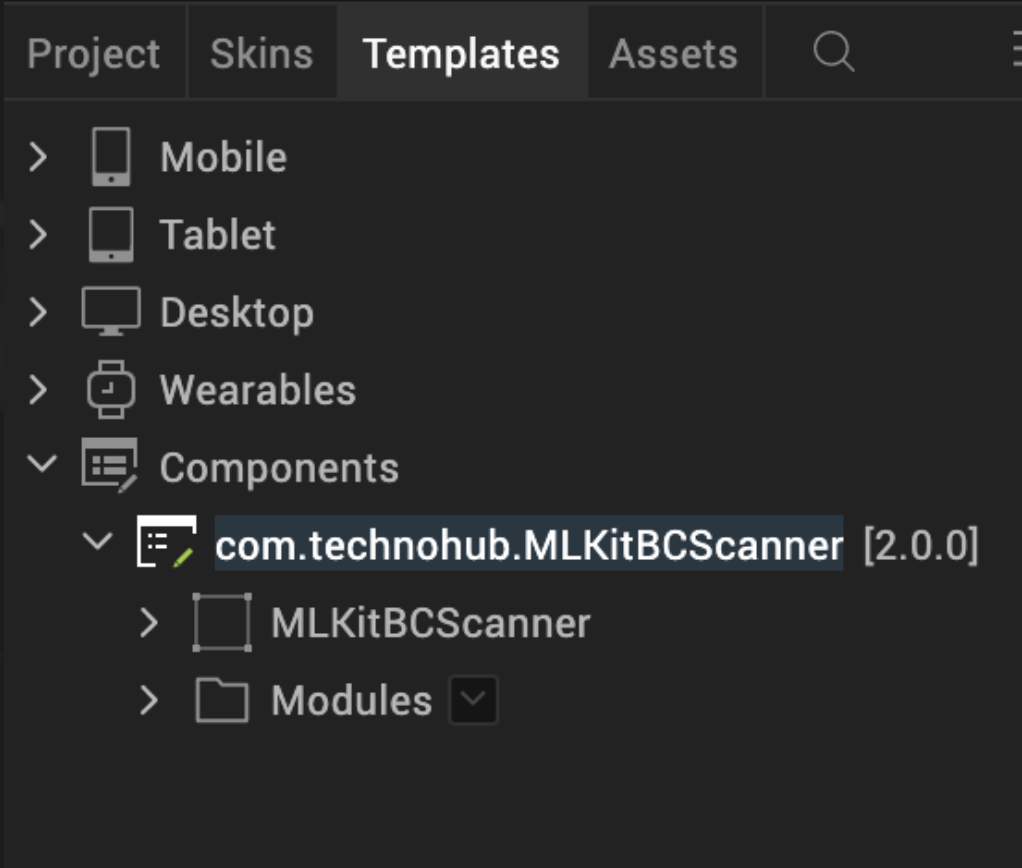 Project Skins Templates Assets
Mobile
Tablet
Desktop
Wearables
Components
com.technohub.MLKitBCScanner [2.0.0]
MLKitBCScanner
Modules